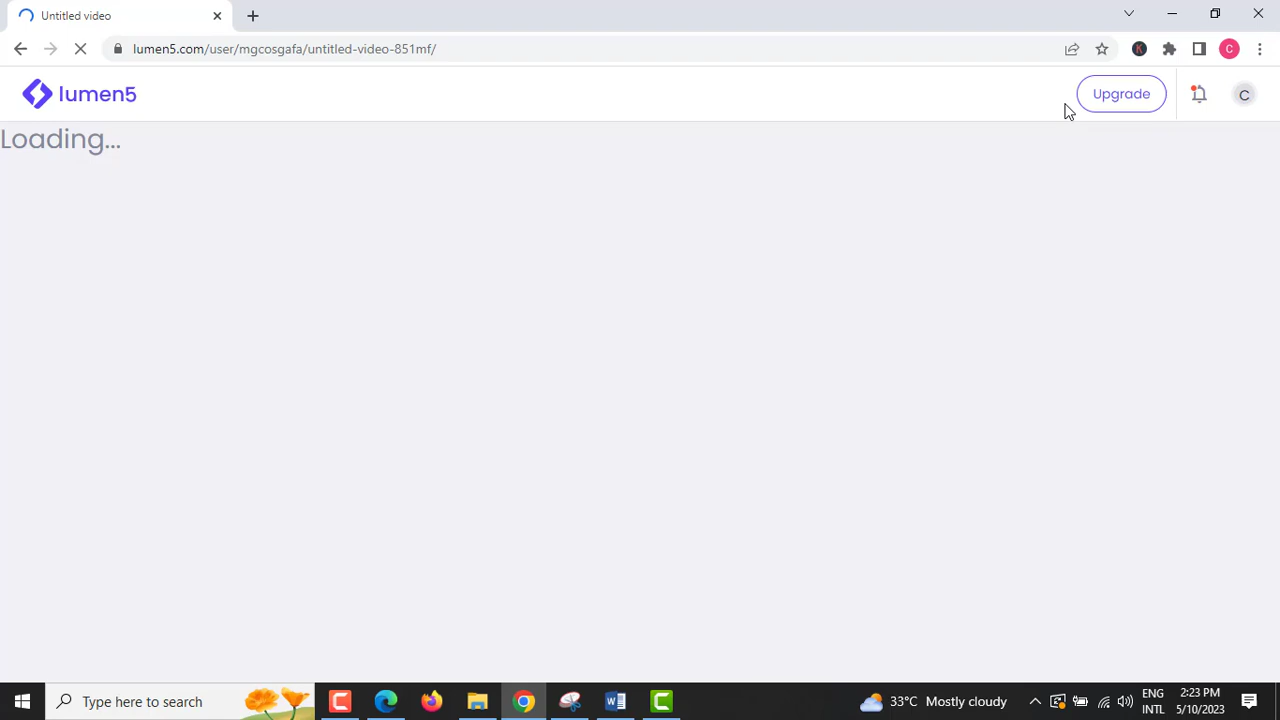 Untitled video
lumen5.com/user/mgcosgafa/untitled-video-851mf/
K
C
lumen5
Upgrade
C
Loading...
Type here to search
W
C
C
33°C Mostly cloudy
ENG
INTL
2:23 PM
5/10/2023